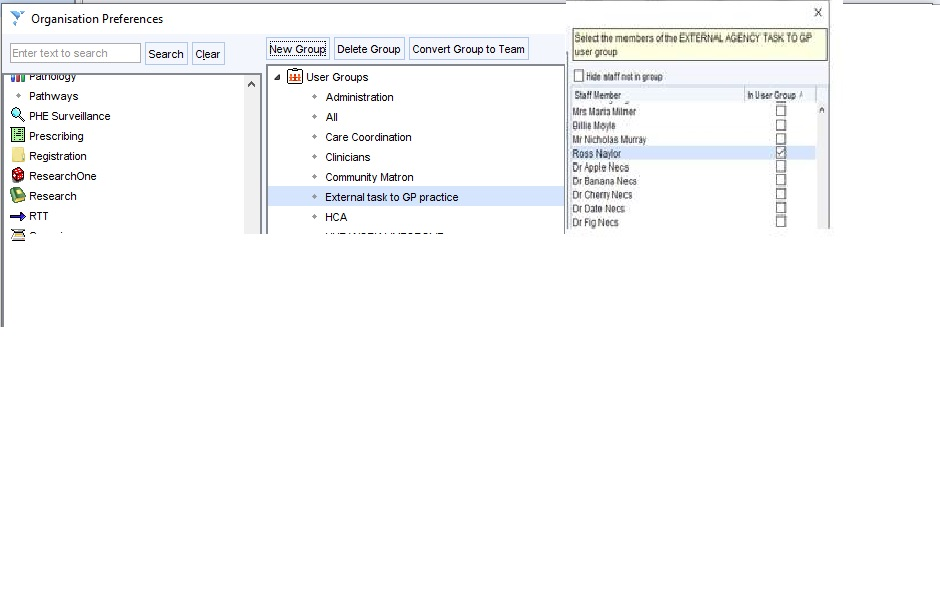 Organisation Preferences
Enter text to search
Search
Clear
Pathology
Pathways
PHE Surveillance
Prescribing
Registration
ResearchOne
Research
RTT
New Group
Delete Group
Convert Group to Team
User Groups
Administration
All
Care Coordination
Clinicians
Community Matron
External task to GP practice
HCA
Select the members of the EXTERNAL AGENCY TASK TO GP
user group
Hide staff not in group
Staff Member In User Group
Mrs Maria Milner
Billie Moyle
Mr Nicholas Murray
Ross Naylor
Dr Apple Necs
Dr Banana Necs
Dr Cherry Necs
Dr Date Necs
Dr Fig Necs